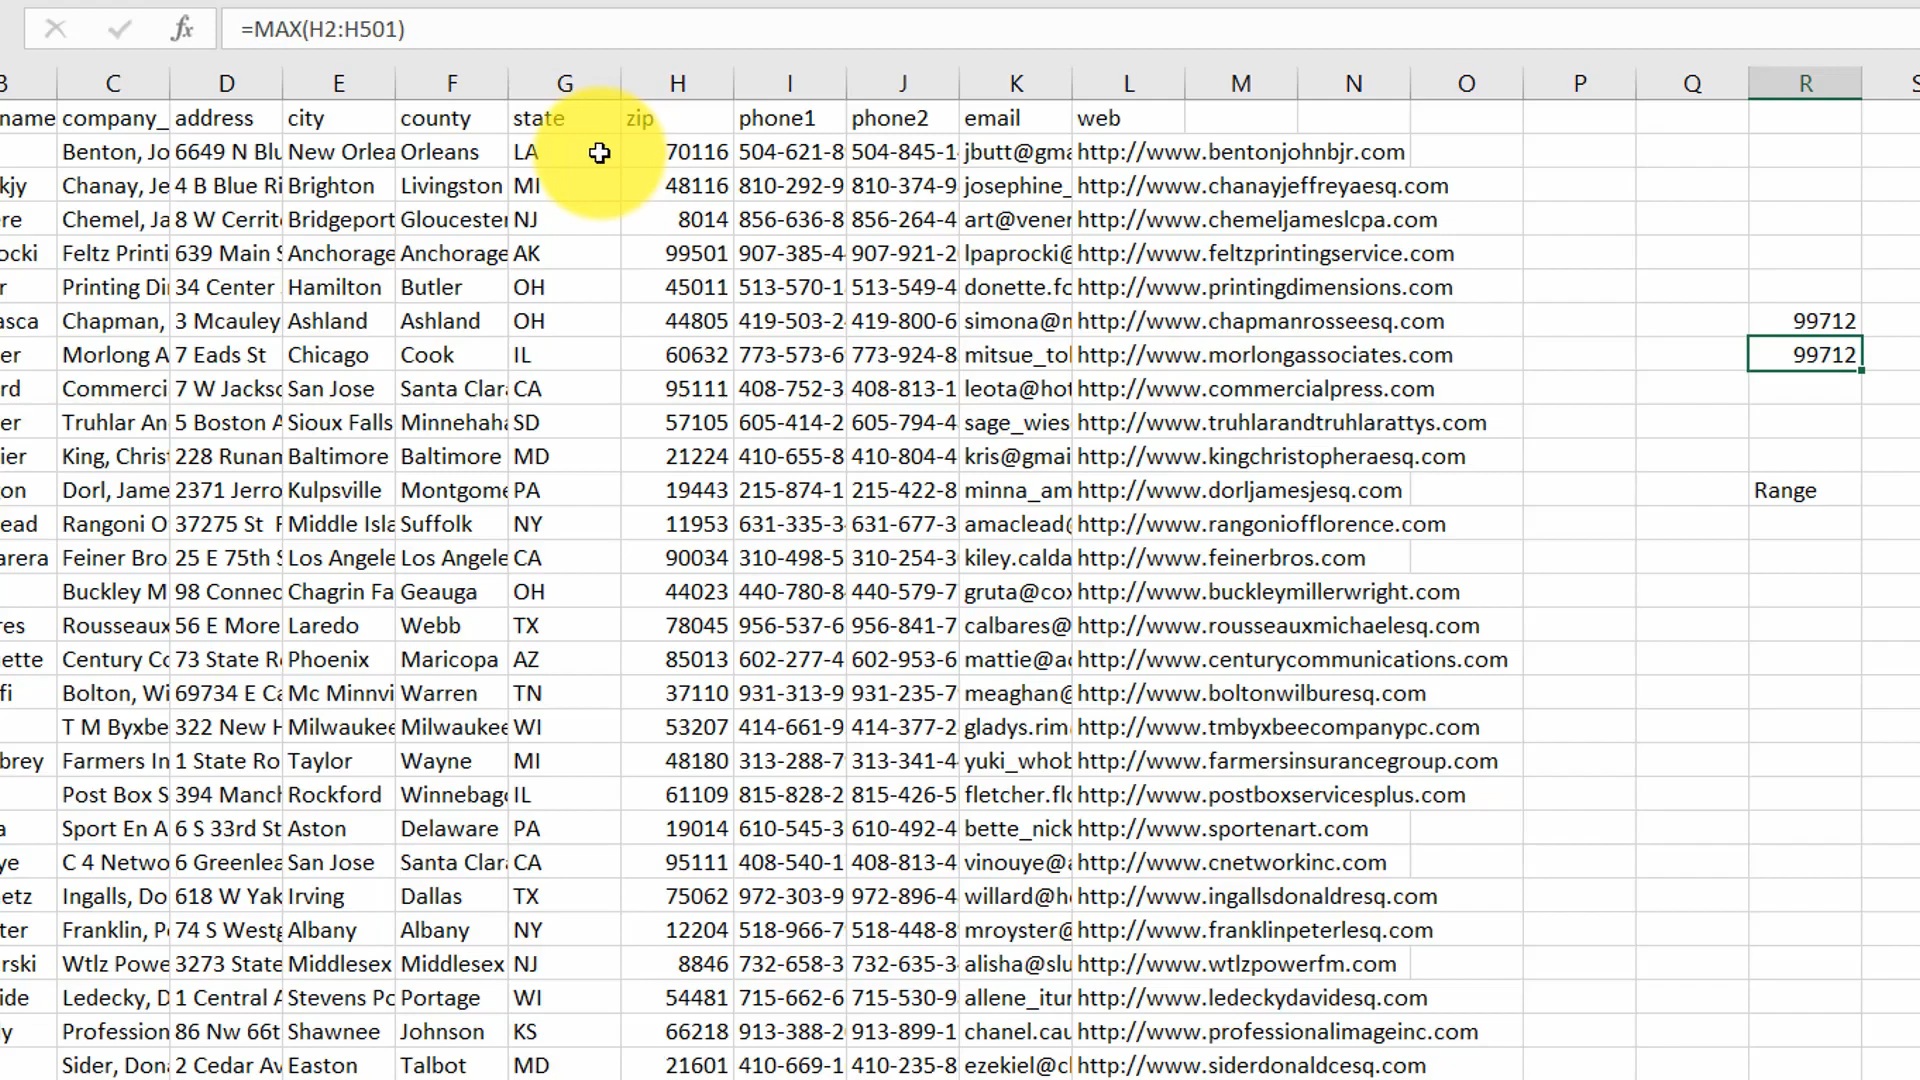 =MAX(H2:H501)
B C D E F G H I J K L M N O P Q R S
name company_ address city county state zip phone1 phone2 email web
Benton, Jo 6649 N Blu New Orlea Orleans LA 70116 504-621-8 504-845-1 jbutt@gma http://www.bentonjohnbjr.com
kjy Chanay, Je 4 B Blue Ri Brighton Livingston MI 48116 810-292-9 810-374-9 josephine_ http://www.chanayjeffreyaesq.com
ere Chemel, Ja 8 W Cerrit Bridgeport Gloucester NJ 8014 856-636-8 856-264-4 art@vener http://www.chemeljameslcpa.com
ocki Feltz Printi 639 Main S Anchorage Anchorage AK 99501 907-385-4 907-921-2 lpaprocki@ http://www.feltzprintingservice.com
r Printing Di 34 Center Hamilton Butler OH 45011 513-570-1 513-549-4 donette.fo http://www.printingdimensions.com
asca Chapman, 3 Mcauley Ashland Ashland OH 44805 419-503-2 419-800-6 simona@m http://www.chapmanrosseesq.com 99712
er Morlong A 7 Eads St Chicago Cook IL 60632 773-573-6 773-924-8 mitsue_tol http://www.morlongassociates.com 99712
rd Commerci 7 W Jackso San Jose Santa Clar CA 95111 408-752-3 408-813-1 leota@hot http://www.commercialpress.com
er Truhlar An 5 Boston A Sioux Falls Minnehaha SD 57105 605-414-2 605-794-4 sage_wies http://www.truhlarandtruhlarattys.com
ier King, Christ 228 Runan Baltimore Baltimore MD 21224 410-655-8 410-804-4 kris@gmai http://www.kingchristopheraesq.com
on Dorl, Jame 2371 Jerro Kulpsville Montgome PA 19443 215-874-1 215-422-8 minna_am http://www.dorljamesjesq.com Range
ead Rangoni O 37275 St Middle Isla Suffolk NY 11953 631-335-3 631-677-3 amaclead@ http://www.rangoniofflorence.com
arera Feiner Bro 25 E 75th S Los Angele Los Angele CA 90034 310-498-5 310-254-3 kiley.calda http://www.feinerbros.com
Buckley M 98 Connec Chagrin Fa Geauga OH 44023 440-780-8 440-579-7 gruta@cox http://www.buckleymillerwright.com
res Rousseaux 56 E More Laredo Webb TX 78045 956-537-6 956-841-7 calbares@ http://www.rousseauxmichaelesq.com
ette Century Co 73 State R Phoenix Maricopa AZ 85013 602-277-4 602-953-6 mattie@ao http://www.centurycommunications.com
fi Bolton, Wi 69734 E Ca Mc Minnvi Warren TN 37110 931-313-9 931-235-7 meaghan@ http://www.boltonwilburesq.com
T M Byxbe 322 New H Milwaukee Milwaukee WI 53207 414-661-9 414-377-2 gladys.rim http://www.tmbyxbeecompanypc.com
brey Farmers In 1 State Ro Taylor Wayne MI 48180 313-288-7 313-341-4 yuki_whob http://www.farmersinsurancegroup.com
Post Box S 394 Manch Rockford Winnebago IL 61109 815-828-2 815-426-5 fletcher.flo http://www.postboxservicesplus.com
a Sport En A 6 S 33rd St Aston Delaware PA 19014 610-545-3 610-492-4 bette_nick http://www.sportenart.com
ye C 4 Netwo 6 Greenlea San Jose Santa Clar CA 95111 408-540-1 408-813-4 vinouye@a http://www.cnetworkinc.com
etz Ingalls, Do 618 W Yak Irving Dallas TX 75062 972-303-9 972-896-4 willard@h http://www.ingallsdonaldresq.com
ter Franklin, P 74 S Westg Albany Albany NY 12204 518-966-7 518-448-8 mroyster@ http://www.franklinpeterlesq.com
rski Wtlz Powe 3273 State Middlesex Middlesex NJ 8846 732-658-3 732-635-3 alisha@slu http://www.wtlzpowerfm.com
ide Ledecky, D 1 Central A Stevens Po Portage WI 54481 715-662-6 715-530-9 allene_itur http://www.ledeckydavidesq.com
ly Profession 86 Nw 66t Shawnee Johnson KS 66218 913-388-2 913-899-1 chanel.cau http://www.professionalimageinc.com
Sider, Don 2 Cedar Av Easton Talbot MD 21601 410-669-1 410-235-8 ezekiel@cl http://www.siderdonaldcesq.com